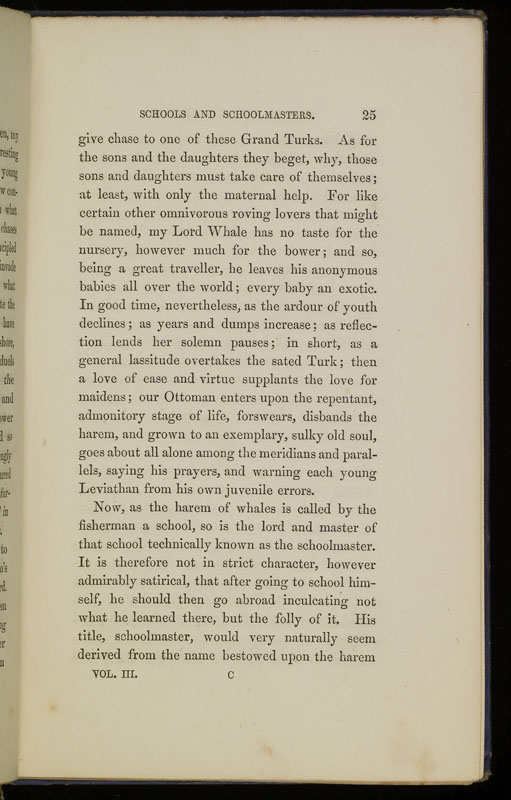 SCHOOLS AND SCHOOLMASTERS. 25
give chase to one of these Grand Turks. As for
the sons and the daughters they beget, why, those
sons and daughters must take care of themselves;
at least, with only the maternal help. For like
certain other omnivorous roving lovers that might
be named, my Lord Whale has no taste for the
nursery, however much for the bower; and so,
being a great traveller, he leaves his anonymous
babies all over the world; every baby an exotic.
In good time, nevertheless, as the ardour of youth
declines; as years and dumps increase; as reflec-
tion lends her solemn pauses; in short, as a
general lassitude overtakes the sated Turk; then
a love of ease and virtue supplants the love for
maidens; our Ottoman enters upon the repentant,
admonitory stage of life, forswears, disbands the
harem, and grown to an exemplary, sulky old soul,
goes about all alone among the meridians and paral-
lels, saying his prayers, and warning each young
Leviathan from his own juvenile errors.
Now, as the harem of whales is called by the
fisherman a school, so is the lord and master of
that school technically known as the schoolmaster.
It is therefore not in strict character, however
admirably satirical, that after going to school him-
self, he should then go abroad inculcating not
what he learned there, but the folly of it. His
title, schoolmaster, would very naturally seem
derived from the name bestowed upon the harem
VOL. III. C